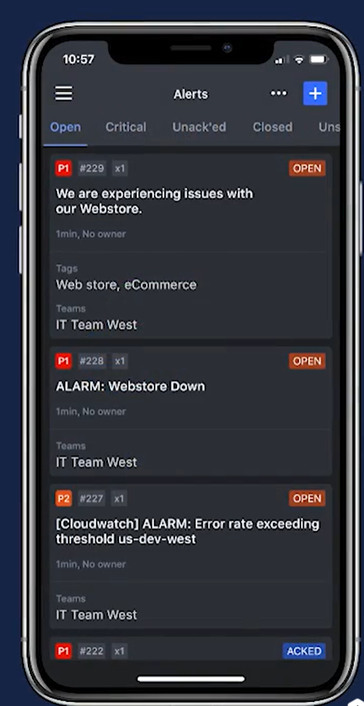 10:57
Alerts
Open Critical Unack'ed Closed Uns
P1 #229 x1 OPEN
We are experiencing issues with
our Webstore.
1min, No owner
Tags
Web store, eCommerce
Teams
IT Team West
P1 #228 x1 OPEN
ALARM: Webstore Down
1min, No owner
Teams
IT Team West
P2 #227 x1 OPEN
[Cloudwatch] ALARM: Error rate exceeding
threshold us-dev-west
1min, No owner
Teams
IT Team West
P1 #222 x1 ACKED